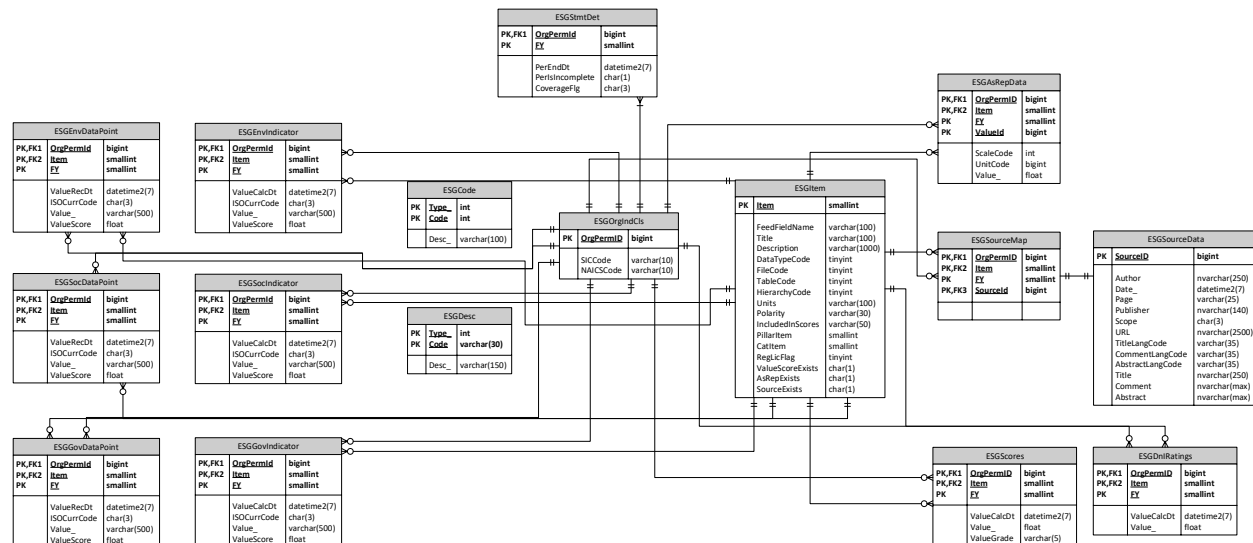 ESGStmtDet
PK,FK1 OrgPermId bigint
PK FY smallint
PerEndDt datetime2(7)
PerIsIncomplete char(1)
CoverageFlg char(3)
ESGAsRepData
PK,FK1 OrgPermID bigint
PK,FK2 Item smallint
PK FY smallint
PK ValueId bigint
ScaleCode int
UnitCode bigint
Value_ float
ESGEnvDataPoint
PK,FK1 OrgPermId bigint
PK,FK2 Item smallint
PK FY smallint
ValueRecDt datetime2(7)
ISOCurrCode char(3)
Value_ varchar(500)
ValueScore float
ESGEnvIndicator
PK,FK1 OrgPermId bigint
PK,FK2 Item smallint
PK FY smallint
ValueCalcDt datetime2(7)
ISOCurrCode char(3)
Value_ varchar(500)
ValueScore float
ESGCode
PK Type_ int
PK Code int
Desc_ varchar(100)
ESGOrgIndCls
PK OrgPermID bigint
SICCode varchar(10)
NAICSCode varchar(10)
ESGItem
PK Item smallint
FeedFieldName varchar(100)
Title varchar(100)
Description varchar(1000)
DataTypeCode tinyint
FileCode tinyint
TableCode tinyint
HierarchyCode tinyint
Units varchar(100)
Polarity varchar(30)
IncludedInScores varchar(50)
PillarItem smallint
CatItem smallint
RegLicFlag tinyint
ValueScoreExists char(1)
AsRepExists char(1)
SourceExists char(1)
ESGSourceMap
PK,FK1 OrgPermID bigint
PK,FK2 Item smallint
PK FY smallint
PK,FK3 SourceId bigint
ESGSourceData
PK SourceID bigint
Author nvarchar(250)
Date_ datetime2(7)
Page varchar(25)
Publisher nvarchar(140)
Scope char(3)
URL nvarchar(2500)
TitleLangCode varchar(35)
CommentLangCode varchar(35)
AbstractLangCode varchar(35)
Title nvarchar(250)
Comment nvarchar(max)
Abstract nvarchar(max)
ESGSocDataPoint
PK,FK1 OrgPermId bigint
PK,FK2 Item smallint
PK FY smallint
ValueRecDt datetime2(7)
ISOCurrCode char(3)
Value_ varchar(500)
ValueScore float
ESGSocIndicator
PK,FK1 OrgPermId bigint
PK,FK2 Item smallint
PK FY smallint
ValueCalcDt datetime2(7)
ISOCurrCode char(3)
Value_ varchar(500)
ValueScore float
ESGDesc
PK Type_ int
PK Code varchar(30)
Desc_ varchar(150)
ESGGovDataPoint
PK,FK1 OrgPermId bigint
PK,FK2 Item smallint
PK FY smallint
ValueRecDt datetime2(7)
ISOCurrCode char(3)
Value_ varchar(500)
ValueScore float
ESGGovIndicator
PK,FK1 OrgPermId bigint
PK,FK2 Item smallint
PK FY smallint
ValueCalcDt datetime2(7)
ISOCurrCode char(3)
Value_ varchar(500)
ValueScore float
ESGScores
PK,FK1 OrgPermID bigint
PK,FK2 Item smallint
PK FY smallint
ValueCalcDt datetime2(7)
Value_ float
ValueGrade varchar(5)
ESGDnlRatings
PK,FK1 OrgPermID bigint
PK,FK2 Item smallint
PK FY smallint
ValueCalcDt datetime2(7)
Value_ float